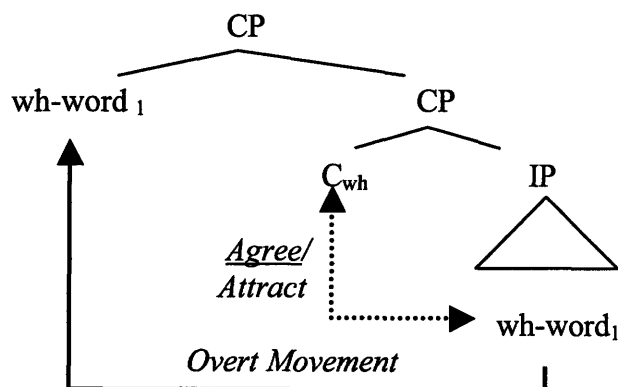 CP
wh-word 1
CP
Cwh
IP
Agree/
Attract
wh-word1
Overt Movement